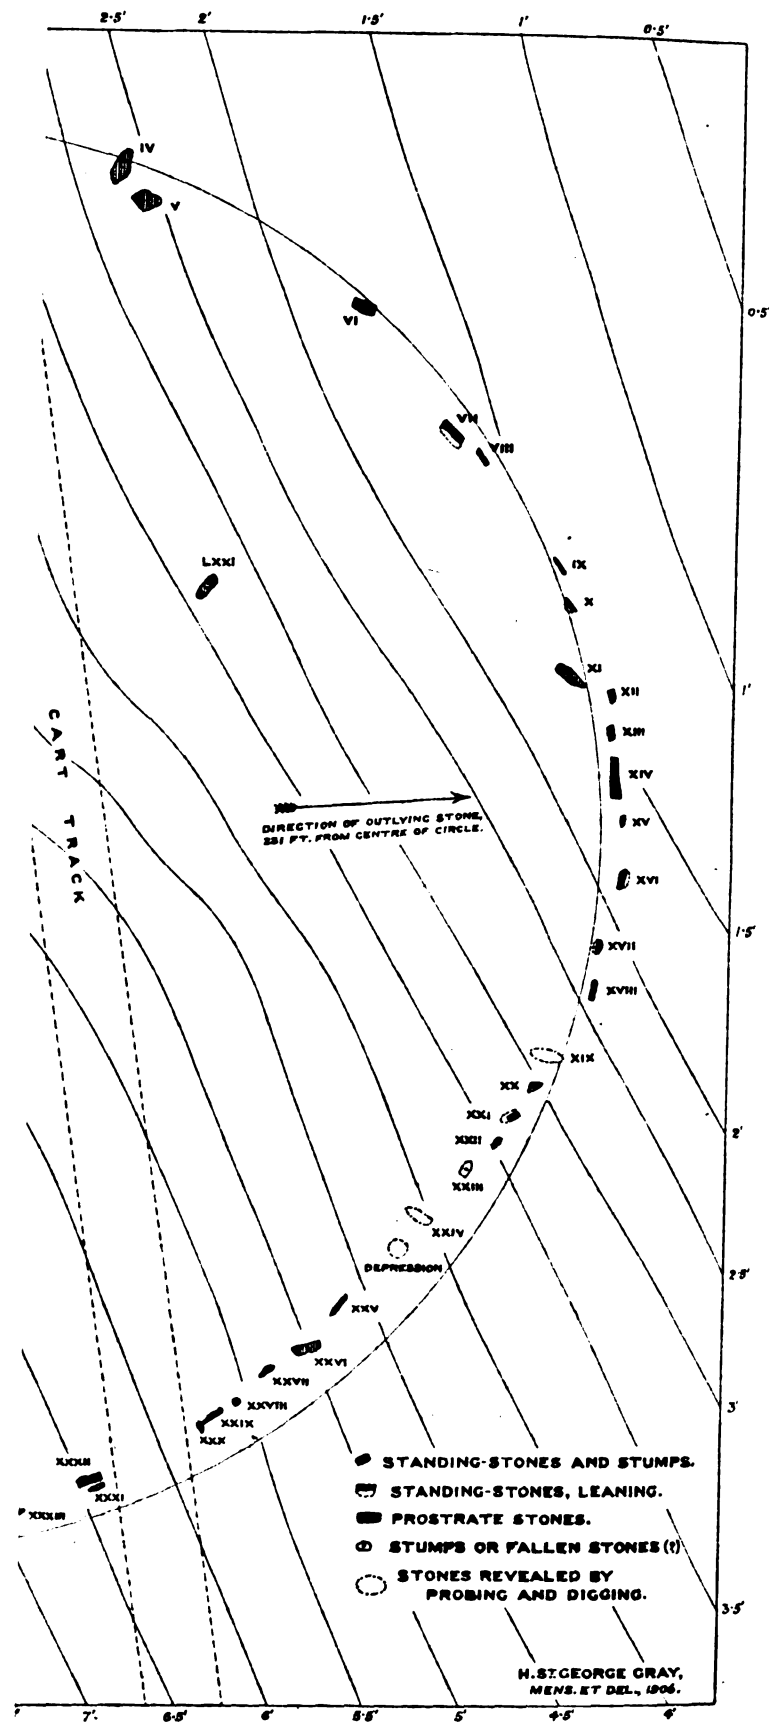 2·5'
2'
1·5'
1'
0·5'
IV
V
0·5'
VI
VII
VIII
LXXI
IX
X
XI
1'
XII
XIII
CART TRACK
XIV
DIRECTION OF OUTLYING STONE,
251 FT. FROM CENTRE OF CIRCLE.
XV
XVI
1·5'
XVII
XVIII
XIX
XX
XXI
2'
XXII
XXIII
XXIV
DEPRESSION
2·5'
XXV
XXVI
XXVII
XXVIII
3'
XXIX
XXX
XXXII
XXXI
XXXIII
STANDING-STONES AND STUMPS.
STANDING-STONES, LEANING.
PROSTRATE STONES.
STUMPS OR FALLEN STONES (?)
STONES REVEALED BY
PROBING AND DIGGING.
3·5'
H. ST. GEORGE GRAY,
MENS. ET DEL., 1906.
7'
6·5'
6'
5·5'
5'
4·5'
4'